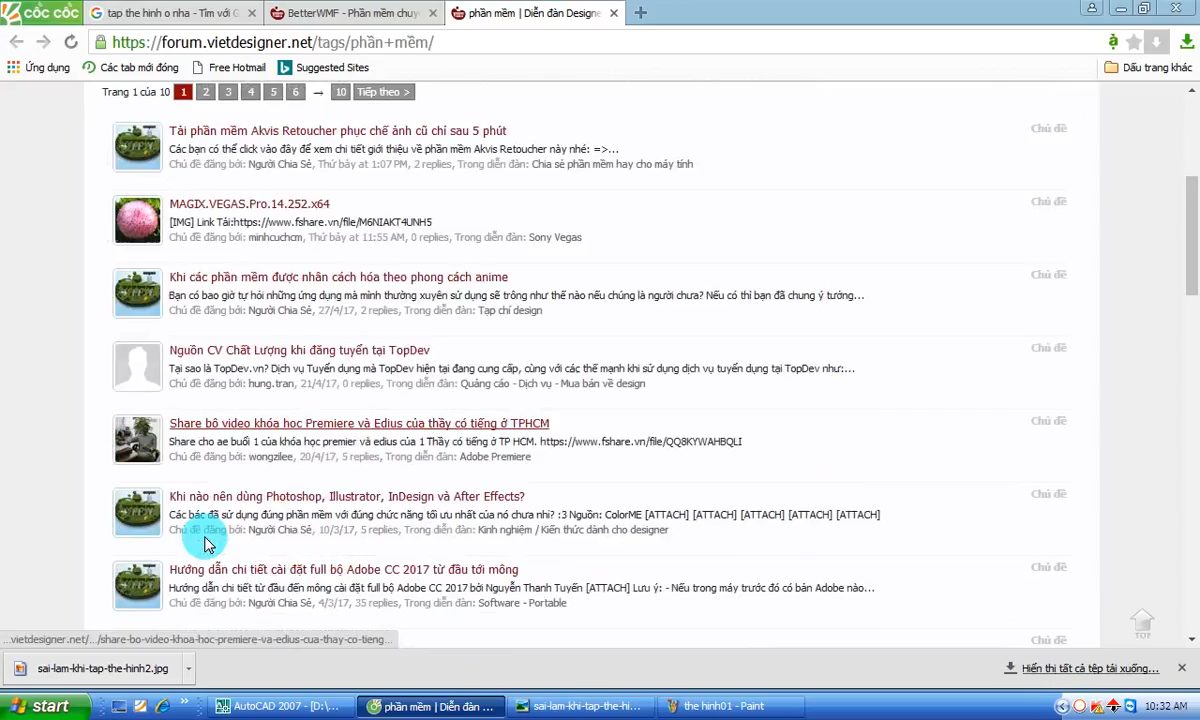 cốc cốc
tap the hinh o nha - Tìm với G
BetterWMF - Phần mềm chuy
phần mềm | Diễn đàn Designe
https://forum.vietdesigner.net/tags/phần+mềm/
Ứng dụng
Các tab mới đóng
Free Hotmail
Suggested Sites
Dấu trang khác
Trang 1 của 10 1 2 3 4 5 6 → 10 Tiếp theo >
Tải phần mềm Akvis Retoucher phục chế ảnh cũ chỉ sau 5 phút
Chủ đề
Các bạn có thể click vào đây để xem chi tiết giới thiệu về phần mềm Akvis Retoucher này nhé: =>...
Chủ đề đăng bởi: Người Chia Sẻ, Thứ bảy at 1:07 PM, 2 replies, Trong diễn đàn: Chia sẻ phần mềm hay cho máy tính
MAGIX.VEGAS.Pro.14.252.x64
Chủ đề
[IMG] Link Tải:https://www.fshare.vn/file/M6NIAKT4UNH5
Chủ đề đăng bởi: minhcuchcm, Thứ bảy at 11:55 AM, 0 replies, Trong diễn đàn: Sony Vegas
Khi các phần mềm được nhân cách hóa theo phong cách anime
Chủ đề
Bạn có bao giờ tự hỏi những ứng dụng mà mình thường xuyên sử dụng sẽ trông như thế nào nếu chúng là người chưa? Nếu có thì bạn đã chung ý tưởng...
Chủ đề đăng bởi: Người Chia Sẻ, 27/4/17, 2 replies, Trong diễn đàn: Tạp chí design
Nguồn CV Chất Lượng khi đăng tuyển tại TopDev
Chủ đề
Tại sao là TopDev.vn? Dịch vụ Tuyển dụng mà TopDev hiện tại đang cung cấp, cùng với các thế mạnh khi sử dụng dịch vụ tuyển dụng tại TopDev như:...
Chủ đề đăng bởi: hung.tran, 21/4/17, 0 replies, Trong diễn đàn: Quảng cáo - Dịch vụ - Mua bán về design
Share bộ video khóa học Premiere và Edius của thầy có tiếng ở TPHCM
Chủ đề
Share cho ae buổi 1 của khóa học premier và edius của 1 Thầy có tiếng ở TP HCM. https://www.fshare.vn/file/QQ8KYWAHBQLI
Chủ đề đăng bởi: wongzilee, 20/4/17, 5 replies, Trong diễn đàn: Adobe Premiere
Khi nào nên dùng Photoshop, Illustrator, InDesign và After Effects?
Chủ đề
Các bác đã sử dụng đúng phần mềm với đúng chức năng tối ưu nhất của nó chưa nhỉ? :3 Nguồn: ColorME [ATTACH] [ATTACH] [ATTACH] [ATTACH] [ATTACH]
Chủ đề đăng bởi: Người Chia Sẻ, 10/3/17, 5 replies, Trong diễn đàn: Kinh nghiệm / Kiến thức dành cho designer
Hướng dẫn chi tiết cài đặt full bộ Adobe CC 2017 từ đầu tới mông
Chủ đề
Hướng dẫn chi tiết từ đầu đến mông cài đặt full bộ Adobe CC 2017 bởi Nguyễn Thanh Tuyến [ATTACH] Lưu ý: - Nếu trong máy trước đó có bản Adobe nào...
Chủ đề đăng bởi: Người Chia Sẻ, 4/3/17, 35 replies, Trong diễn đàn: Software - Portable
TOP
Chủ đề
...vietdesigner.net/.../share-bo-video-khoa-hoc-premiere-va-edius-cua-thay-co-tieng...
sai-lam-khi-tap-the-hinh2.jpg
Hiển thị tất cả tệp tải xuống...
start
AutoCAD 2007 - [D:\...
phần mềm | Diễn đàn ...
sai-lam-khi-tap-the-hi...
the hinh01 - Paint
10:32 AM